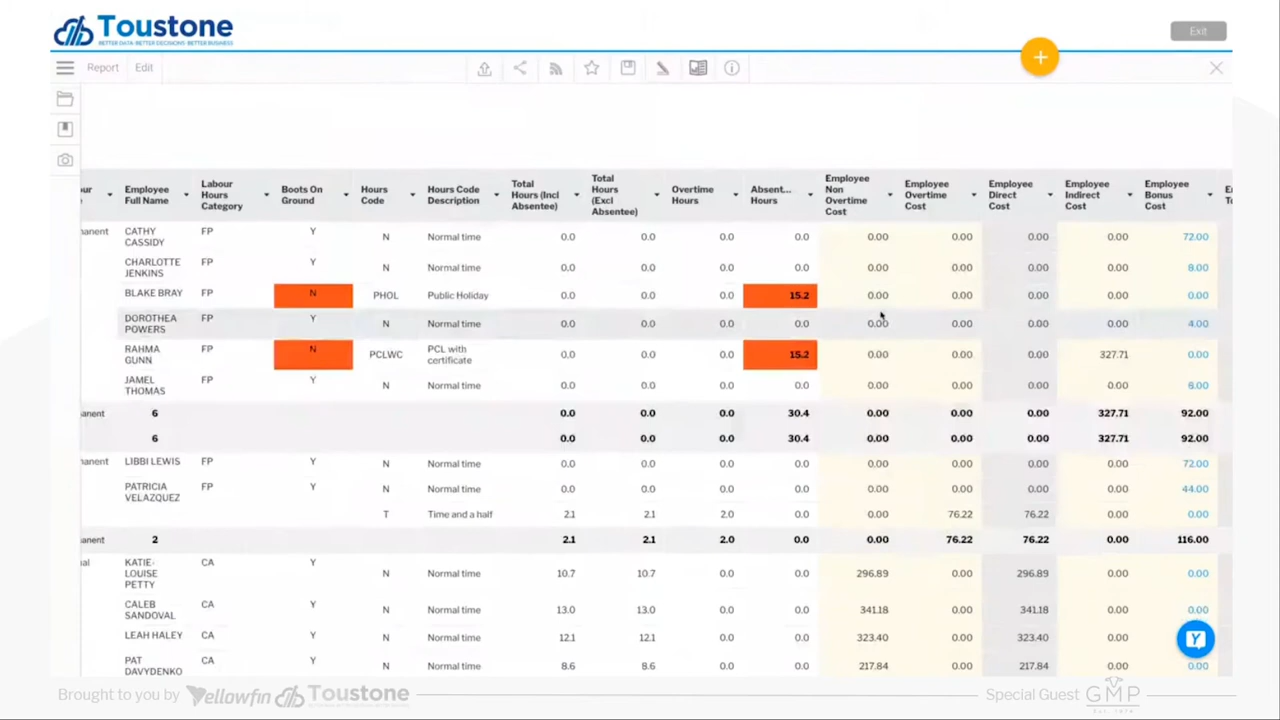 Toustone
BETTER DATA·BETTER DECISIONS·BETTER BUSINESS
Exit
Report Edit
Employee Full Name Labour Hours Category Boots On Ground Hours Code Hours Code Description Total Hours (Incl Absentee) Total Hours (Excl Absentee) Overtime Hours Absent... Hours Employee Non Overtime Cost Employee Overtime Cost Employee Direct Cost Employee Indirect Cost Employee Bonus Cost
anent CATHY CASSIDY FP Y N Normal time 0.0 0.0 0.0 0.0 0.00 0.00 0.00 0.00 72.00
CHARLOTTE JENKINS FP Y N Normal time 0.0 0.0 0.0 0.0 0.00 0.00 0.00 0.00 8.00
BLAKE BRAY FP N PHOL Public Holiday 0.0 0.0 0.0 15.2 0.00 0.00 0.00 0.00 0.00
DOROTHEA POWERS FP Y N Normal time 0.0 0.0 0.0 0.0 0.00 0.00 0.00 0.00 4.00
RAHMA GUNN FP N PCLWC PCL with certificate 0.0 0.0 0.0 15.2 0.00 0.00 0.00 327.71 0.00
JAMEL THOMAS FP Y N Normal time 0.0 0.0 0.0 0.0 0.00 0.00 0.00 0.00 8.00
anent 6 0.0 0.0 0.0 30.4 0.00 0.00 0.00 327.71 92.00
6 0.0 0.0 0.0 30.4 0.00 0.00 0.00 327.71 92.00
anent LIBBI LEWIS FP Y N Normal time 0.0 0.0 0.0 0.0 0.00 0.00 0.00 0.00 72.00
PATRICIA VELAZQUEZ FP Y N Normal time 0.0 0.0 0.0 0.0 0.00 0.00 0.00 0.00 44.00
T Time and a half 2.1 2.1 2.0 0.0 0.00 76.22 76.22 0.00 0.00
anent 2 2.1 2.1 2.0 0.0 0.00 76.22 76.22 0.00 116.00
al KATIE-LOUISE PETTY CA Y N Normal time 10.7 10.7 0.0 0.0 296.89 0.00 296.89 0.00 0.00
CALEB SANDOVAL CA Y N Normal time 13.0 13.0 0.0 0.0 341.18 0.00 341.18 0.00 0.00
LEAH HALEY CA Y N Normal time 12.1 12.1 0.0 0.0 323.40 0.00 323.40 0.00
PAT DAVYDENKO CA Y N Normal time 8.6 8.6 0.0 0.0 217.84 0.00 217.84 0.00 0.00
Brought to you by Yellowfin Toustone Special Guest GMP